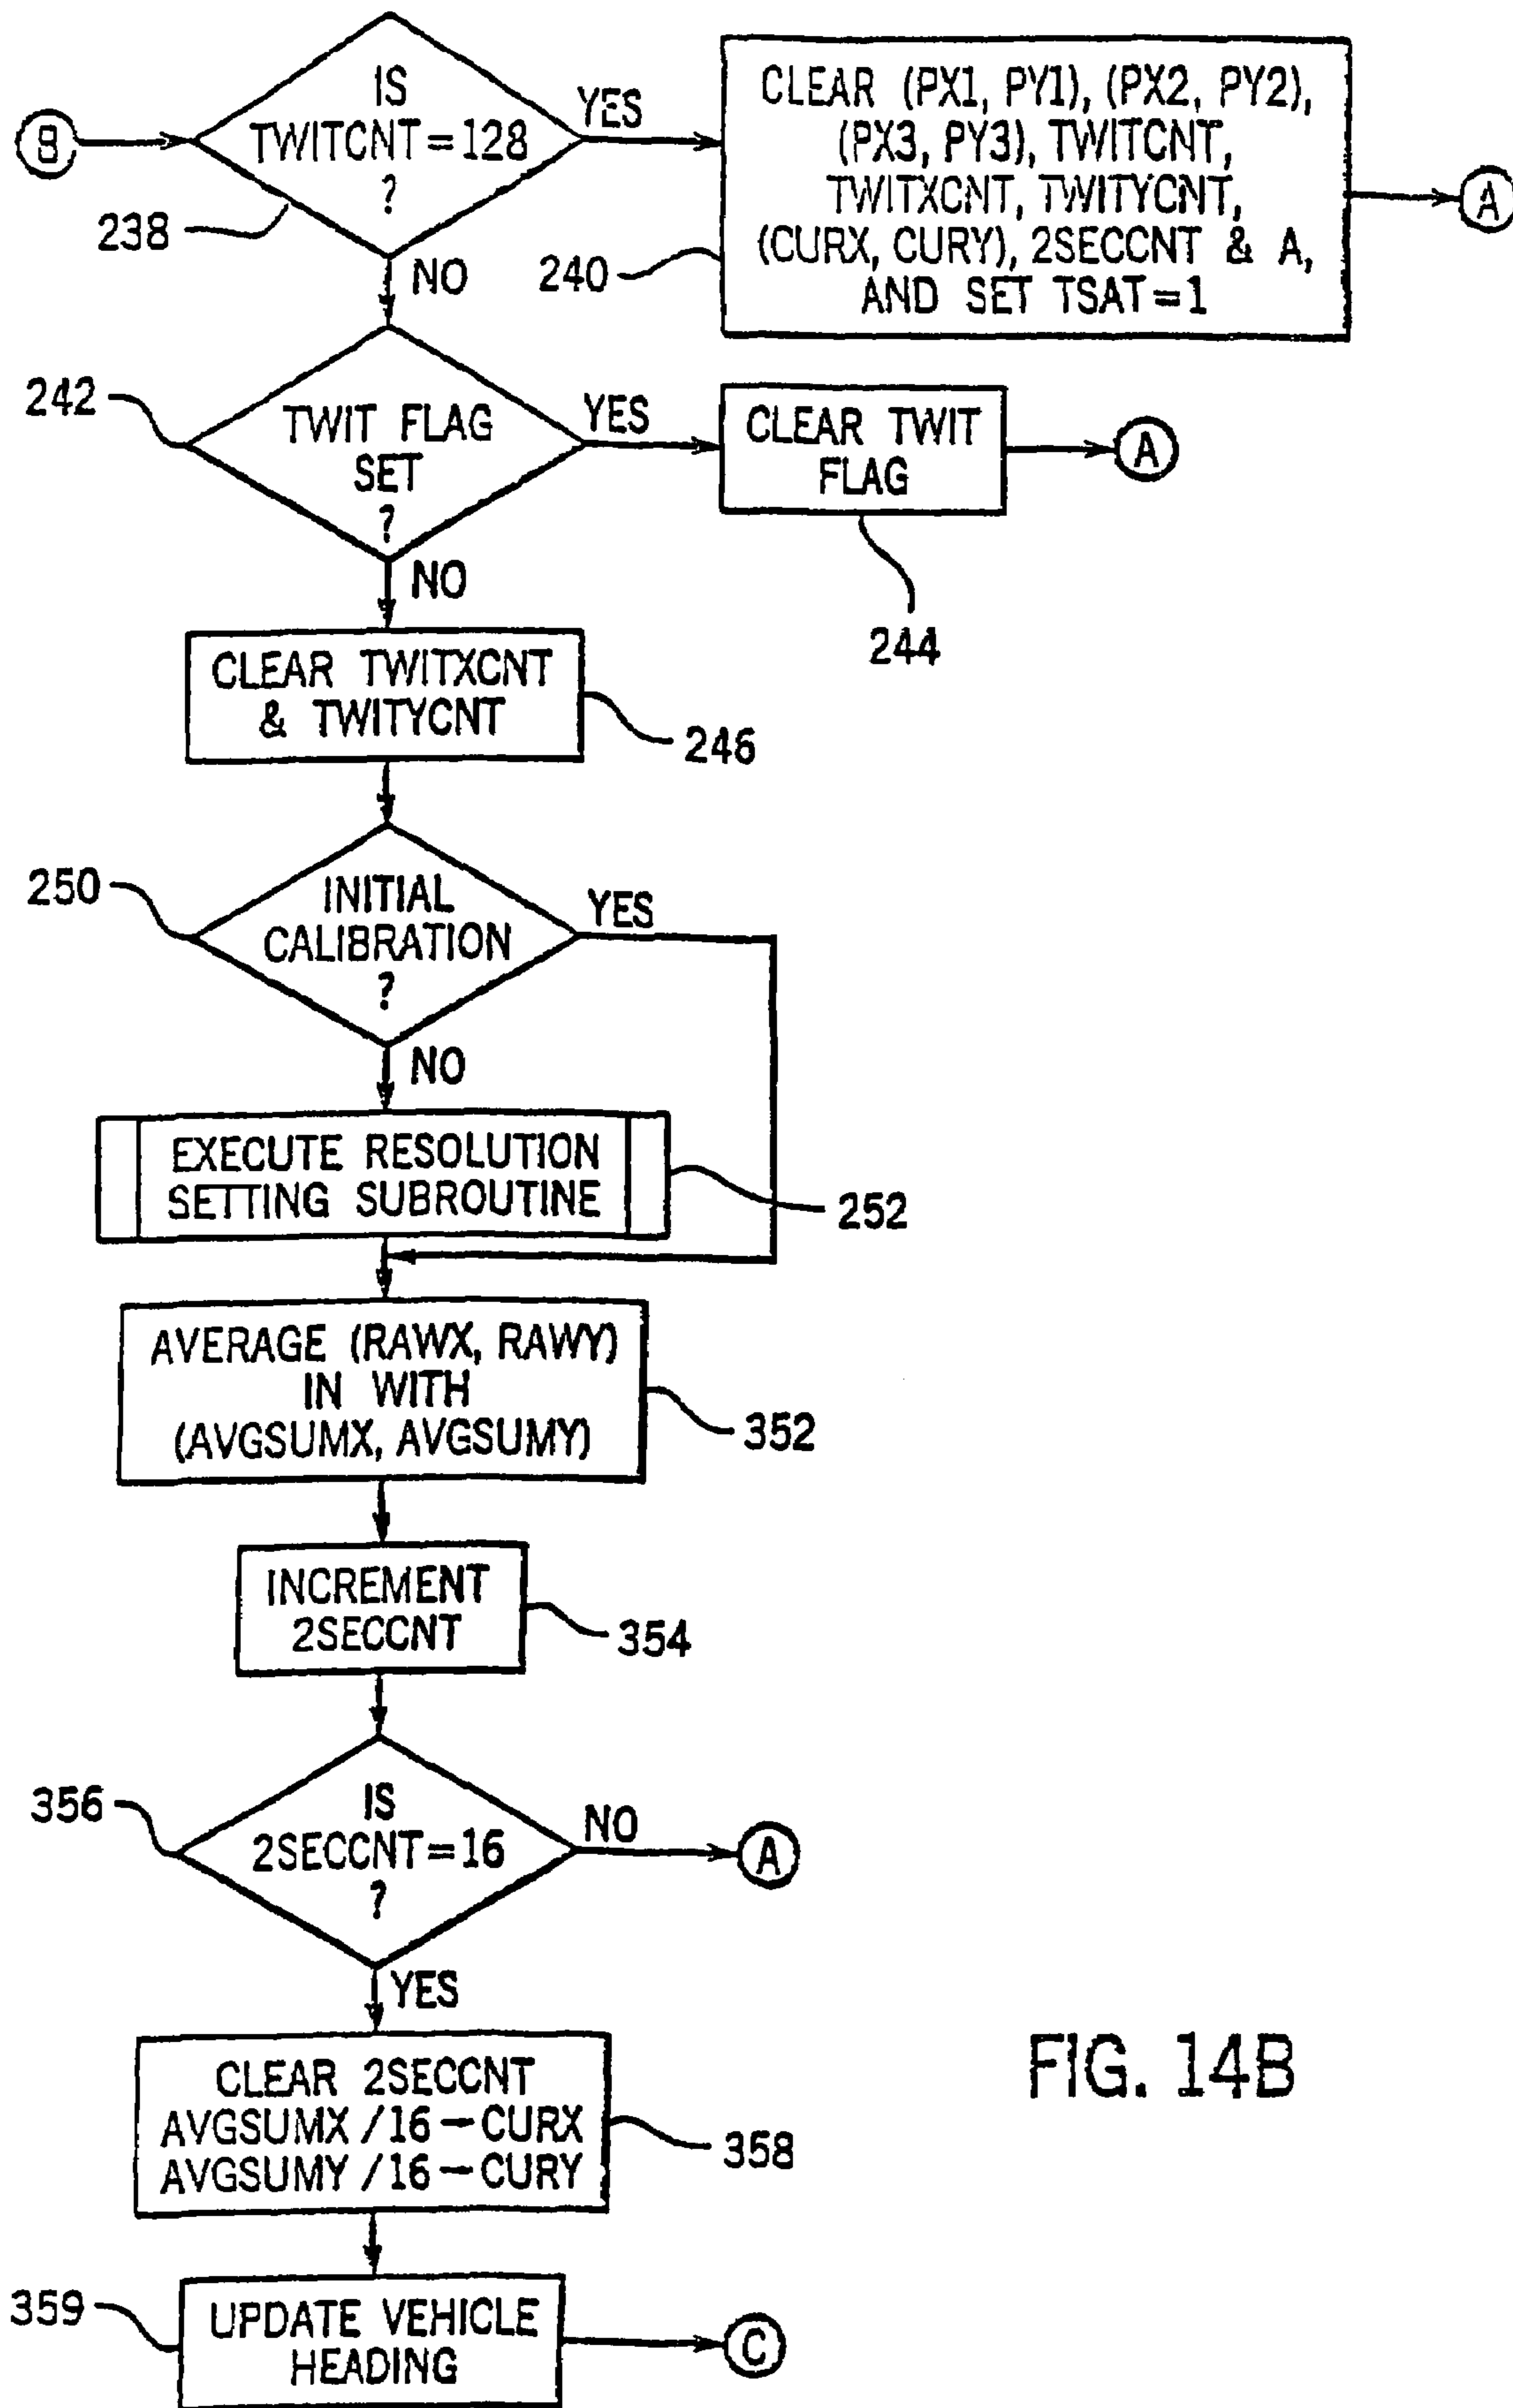 B
IS
TWITCNT=128
?
YES
NO
238
CLEAR (PX1, PY1), (PX2, PY2),
(PX3, PY3), TWITCNT,
TWITXCNT, TWITYCNT,
(CURX, CURY), 2SECCNT & A,
AND SET TSAT=1
240
A
242
TWIT FLAG
SET
?
YES
NO
CLEAR TWIT
FLAG
244
A
CLEAR TWITXCNT
& TWITYCNT
246
250
INITIAL
CALIBRATION
?
YES
NO
EXECUTE RESOLUTION
SETTING SUBROUTINE
252
AVERAGE (RAWX, RAWY)
IN WITH
(AVGSUMX, AVGSUMY)
352
INCREMENT
2SECCNT
354
356
IS
2SECCNT=16
?
NO
A
YES
CLEAR 2SECCNT
AVGSUMX /16—CURX
AVGSUMY /16—CURY
358
359
UPDATE VEHICLE
HEADING
C
FIG. 14B